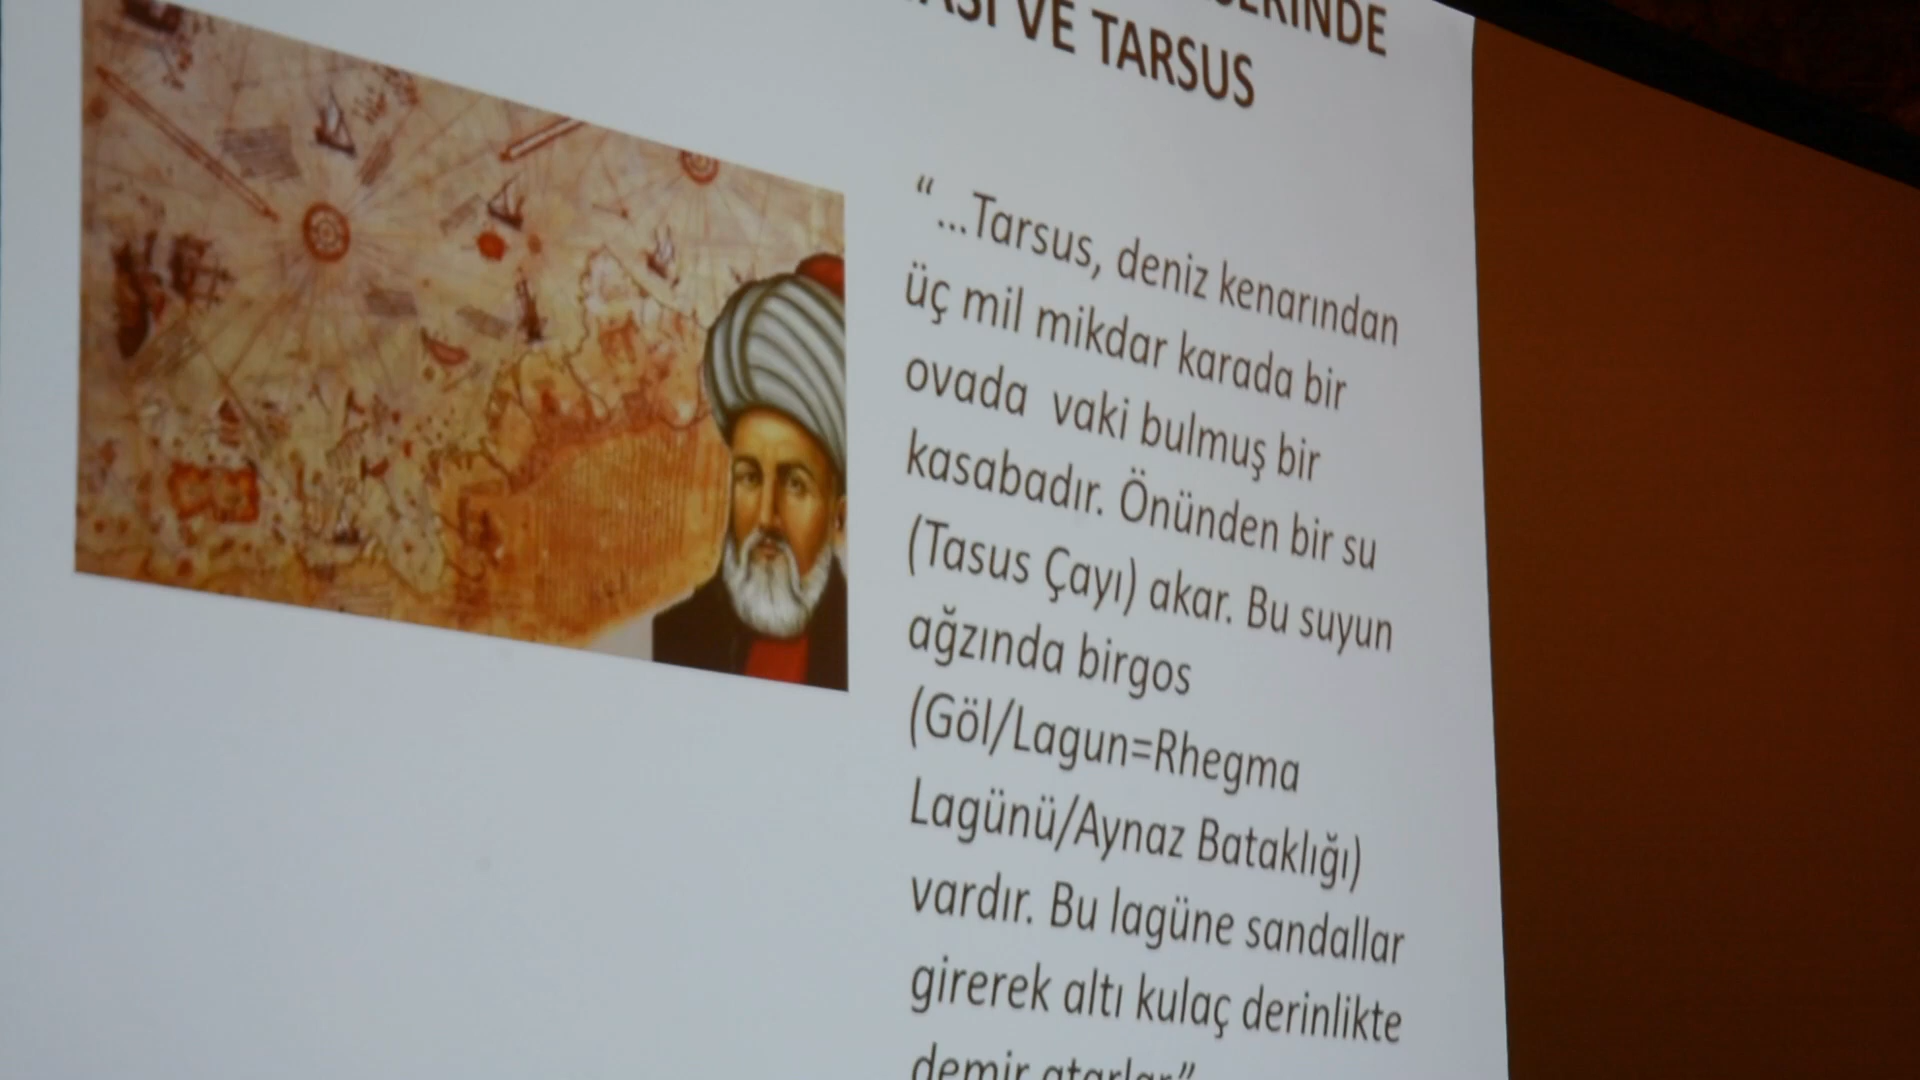 VE TARSUS
“...Tarsus, deniz kenarından
üç mil mikdar karada bir
ovada vaki bulmuş bir
kasabadır. Önünden bir su
(Tasus Çayı) akar. Bu suyun
ağzında birgos
(Göl/Lagun=Rhegma
Lagünü/Aynaz Bataklığı)
vardır. Bu lagüne sandallar
girerek altı kulaç derinlikte
demir atarlar”